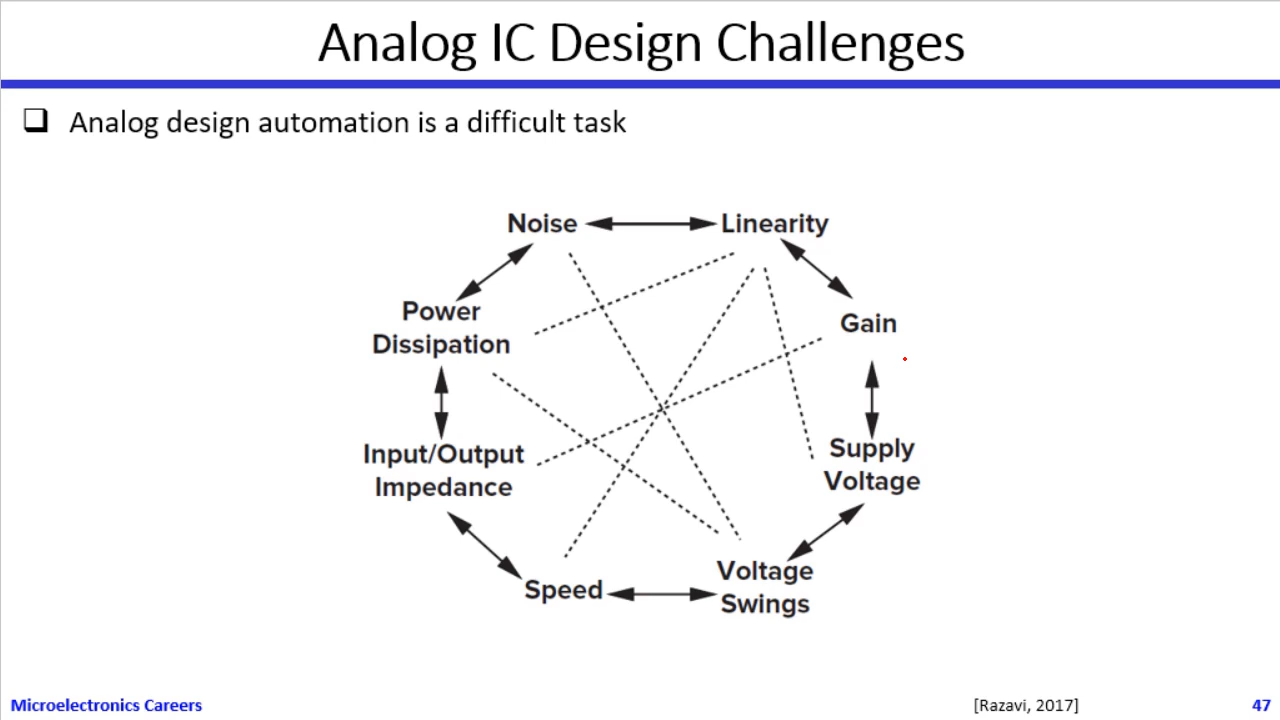 Analog IC Design Challenges
Analog design automation is a difficult task
Noise
Linearity
Power
Dissipation
Gain
Input/Output
Impedance
Supply
Voltage
Speed
Voltage
Swings
Microelectronics Careers
[Razavi, 2017]
47